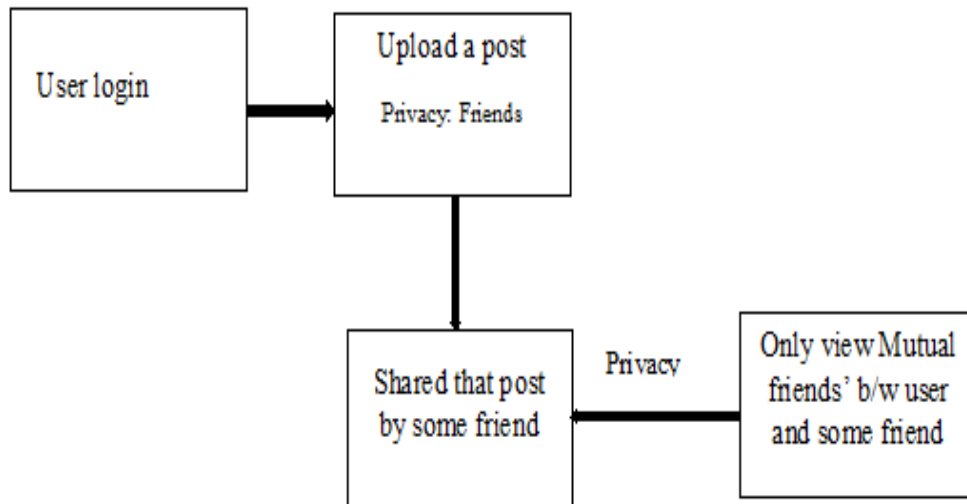 User login
Upload a post
Privacy: Friends
Shared that post
by some friend
Privacy
Only view Mutual
friends’ b/w user
and some friend